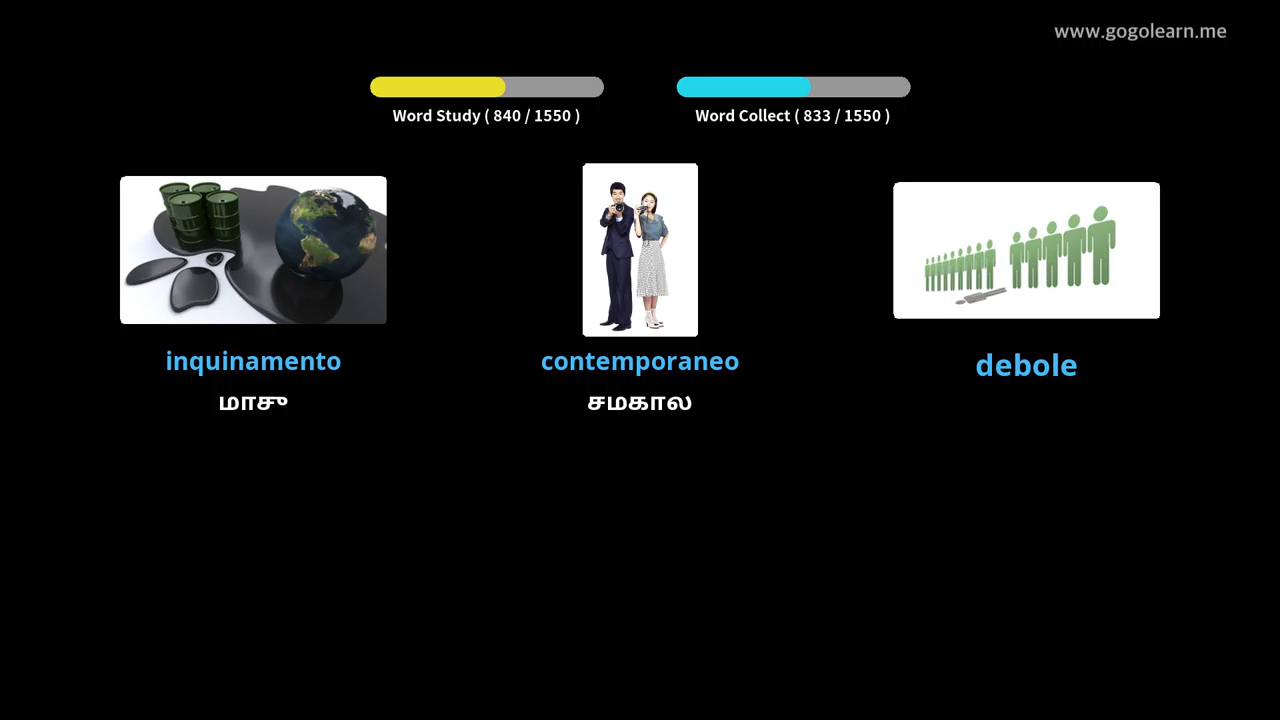 www.gogolearn.me
Word Study ( 840 / 1550 )
Word Collect ( 833 / 1550 )
inquinamento
contemporaneo
debole
மாசு
சமகால